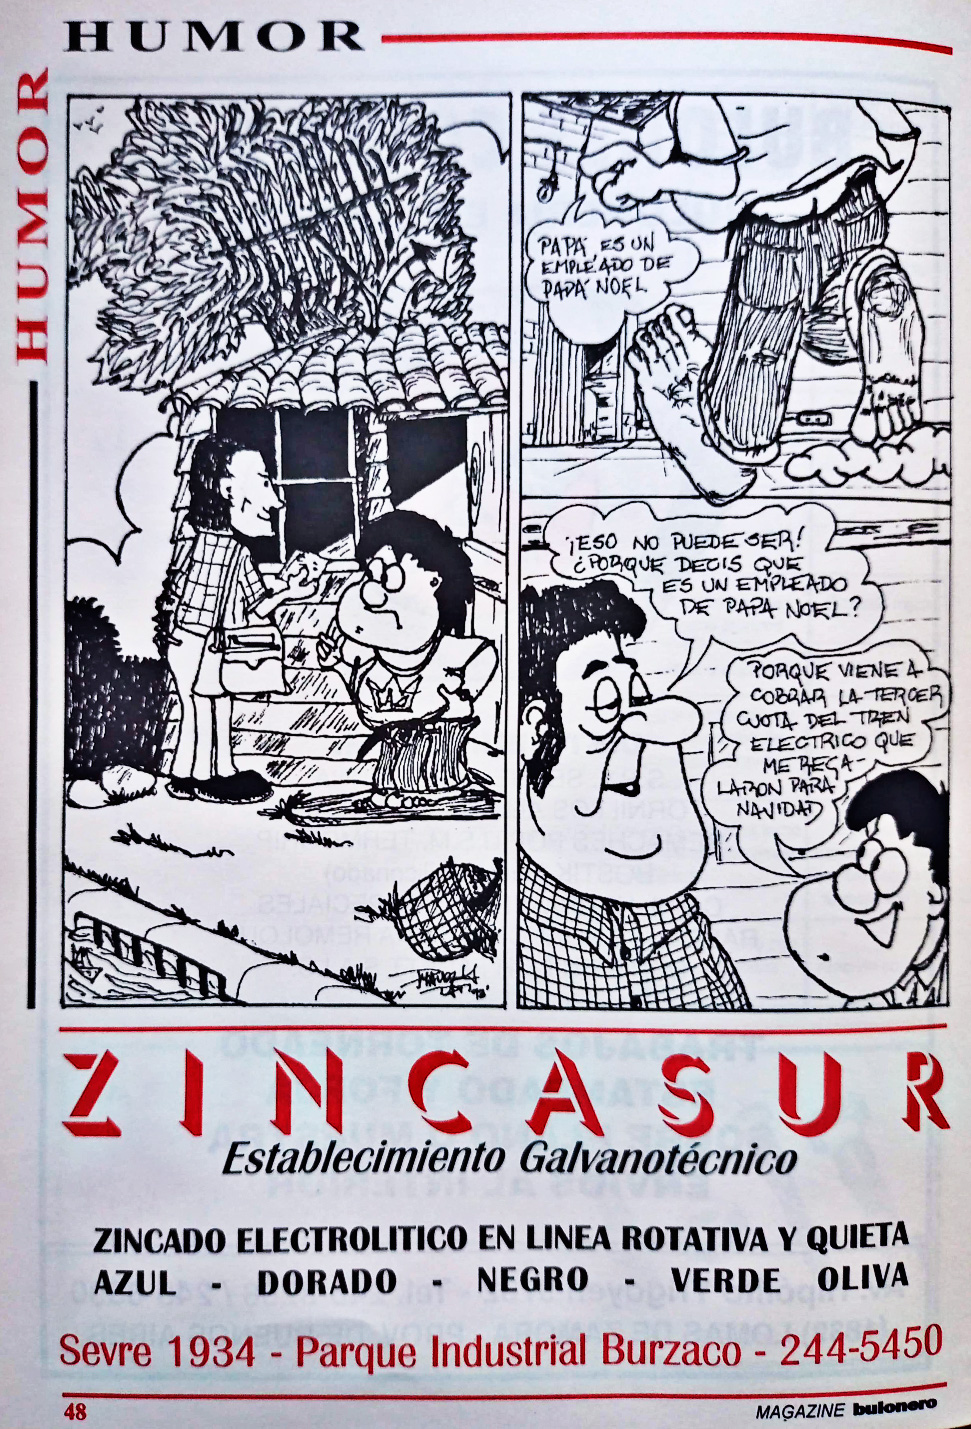 HUMOR
HUMOR
PAPÁ ES UN
EMPLEADO DE
PAPÁ NOEL
¡ESO NO PUEDE SER!
¿PORQUE DECIS QUE
ES UN EMPLEADO
DE PAPA NOEL?
PORQUE VIENE A
COBRAR LA TERCER
CUOTA DEL TREN
ELECTRICO QUE
ME REGA-
LARON PARA
NAVIDAD
ZINCASUR
Establecimiento Galvanotécnico
ZINCADO ELECTROLITICO EN LINEA ROTATIVA Y QUIETA
AZUL - DORADO - NEGRO - VERDE OLIVA
Sevre 1934 - Parque Industrial Burzaco - 244-5450
48
MAGAZINE bulonero